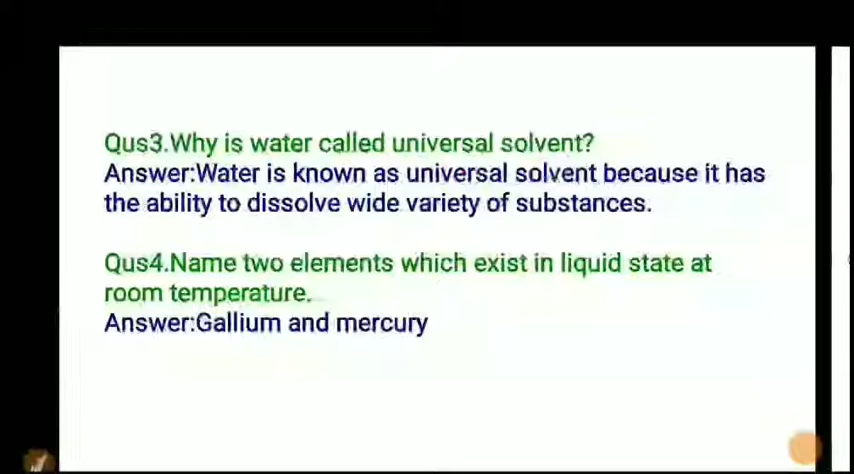 Qus3.Why is water called universal solvent?
Answer:Water is known as universal solvent because it has
the ability to dissolve wide variety of substances.
Qus4.Name two elements which exist in liquid state at
room temperature.
Answer:Gallium and mercury